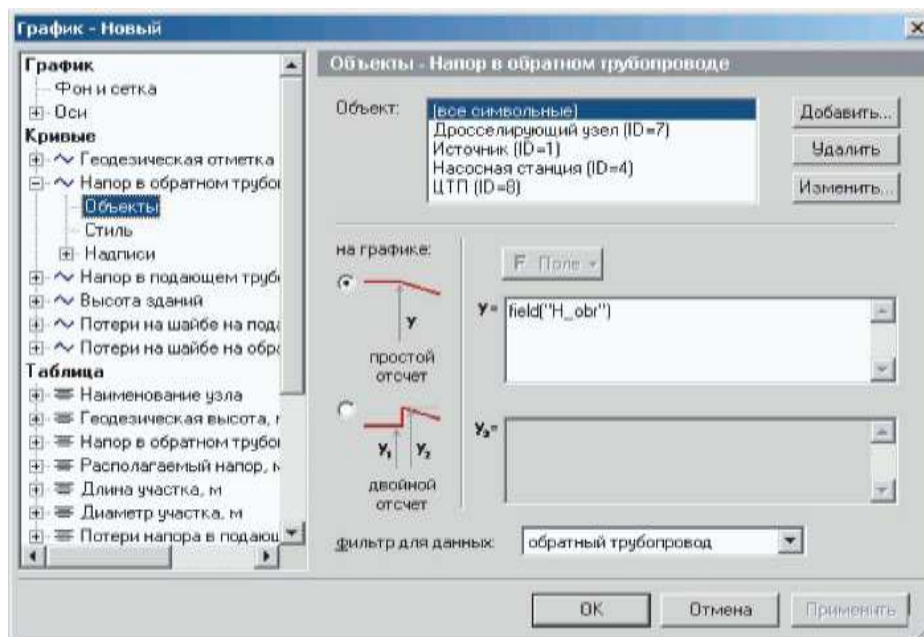 График - Новый
График
Фон и сетка
Оси
Кривые
Геодезическая отметка
Напор в обратном трубо
Объекты
Стиль
Надписи
Напор в подающем труб
Высота зданий
Потери на шайбе на пода
Потери на шайбе на обра
Таблица
Наименование узла
Геодезическая высота,
Напор в обратном трубо
Располагаемый напор, м
Длина участка, м
Диаметр участка, м
Потери напора в подающ
Объекты - Напор в обратном трубопроводе
Объект:
(все символьные)
Дросселирующий узел (ID=7)
Источник (ID=1)
Насосная станция (ID=4)
ЦТП (ID=8)
Добавить...
Удалить
Изменить...
на графике:
Y
простой
отсчет
Y₁ Y₂
двойной
отсчет
F Поле
Y= field("H_obr")
Y₂=
фильтр для данных: обратный трубопровод
OK Отмена Применить